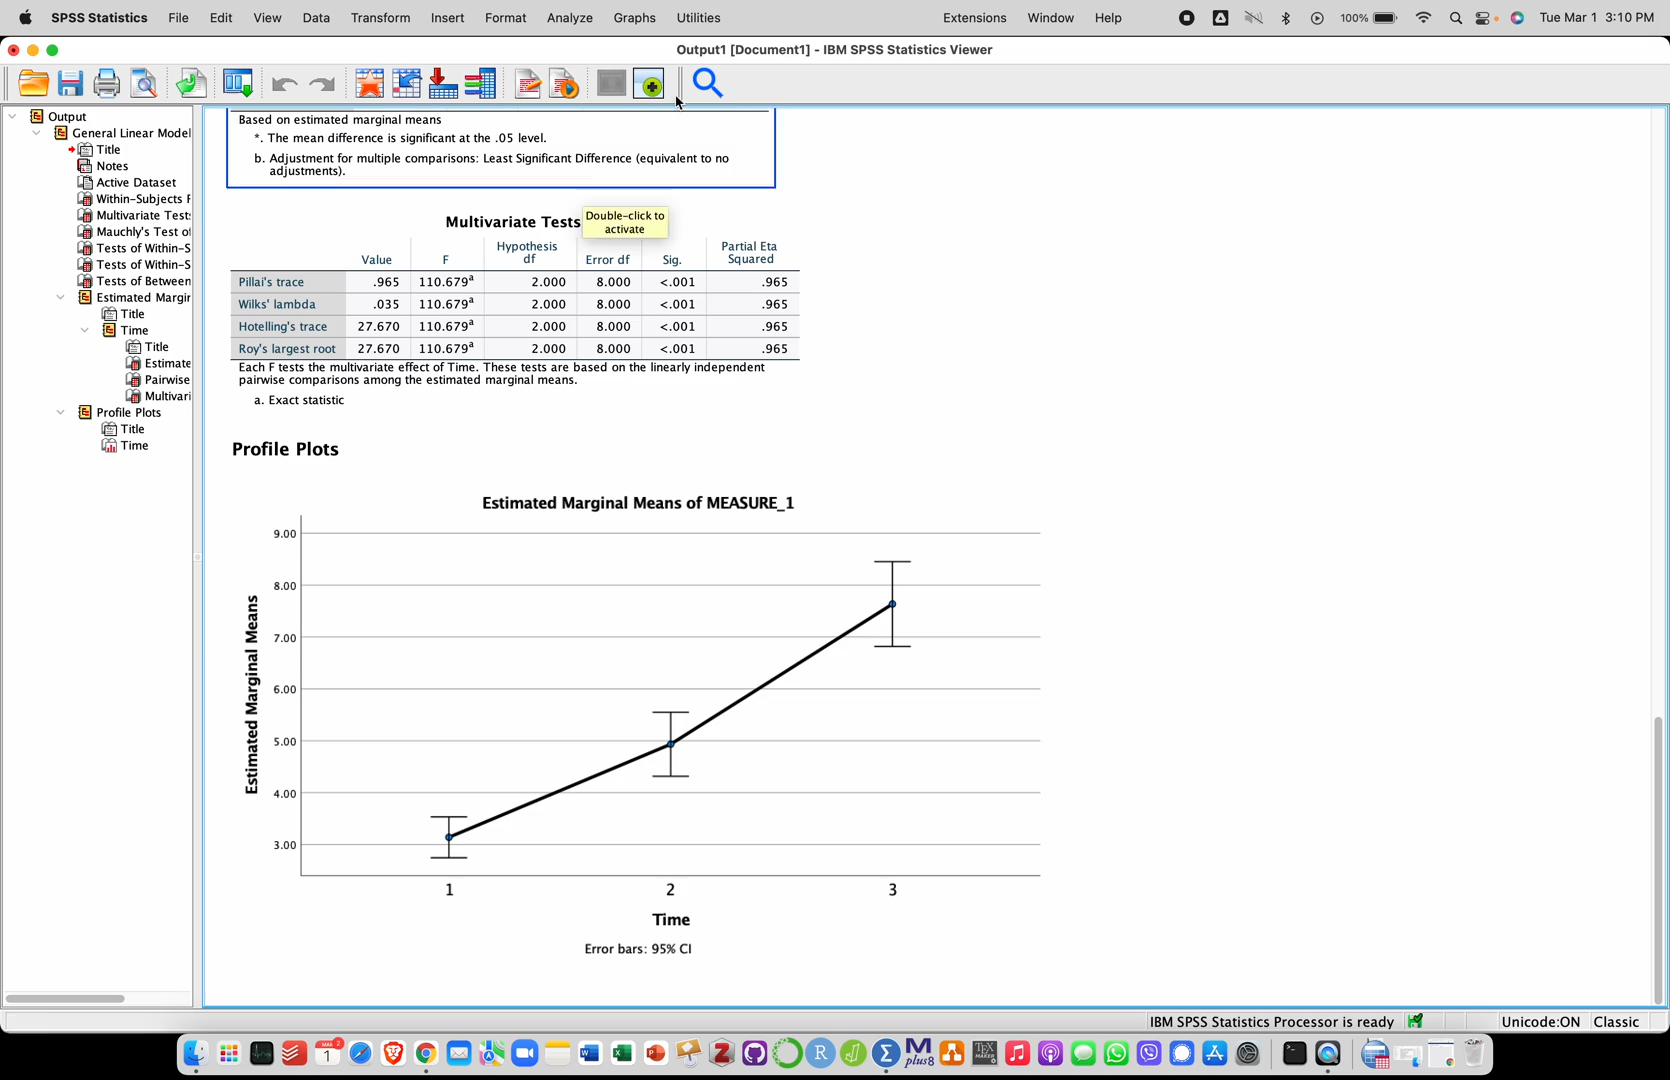 SPSS Statistics File Edit View Data Transform Insert Format Analyze Graphs Utilities Extensions Window Help 100% Tue Mar 1 3:10 PM
Output1 [Document1] - IBM SPSS Statistics Viewer
Output
General Linear Model
Title
Notes
Active Dataset
Within-Subjects F
Multivariate Test
Mauchly's Test of
Tests of Within-S
Tests of Within-S
Tests of Between
Estimated Margin
Title
Time
Title
Estimate
Pairwise
Multivari
Profile Plots
Title
Time
Based on estimated marginal means
*. The mean difference is significant at the .05 level.
b. Adjustment for multiple comparisons: Least Significant Difference (equivalent to no
adjustments).
Multivariate Tests
Double-click to
activate
Value F Hypothesis df Error df Sig. Partial Eta Squared
Pillai's trace .965 110.679a 2.000 8.000 <.001 .965
Wilks' lambda .035 110.679a 2.000 8.000 <.001 .965
Hotelling's trace 27.670 110.679a 2.000 8.000 <.001 .965
Roy's largest root 27.670 110.679a 2.000 8.000 <.001 .965
Each F tests the multivariate effect of Time. These tests are based on the linearly independent
pairwise comparisons among the estimated marginal means.
a. Exact statistic
Profile Plots
Estimated Marginal Means of MEASURE_1
Estimated Marginal Means
9.00
8.00
7.00
6.00
5.00
4.00
3.00
1 2 3
Time
Error bars: 95% CI
IBM SPSS Statistics Processor is ready Unicode:ON Classic